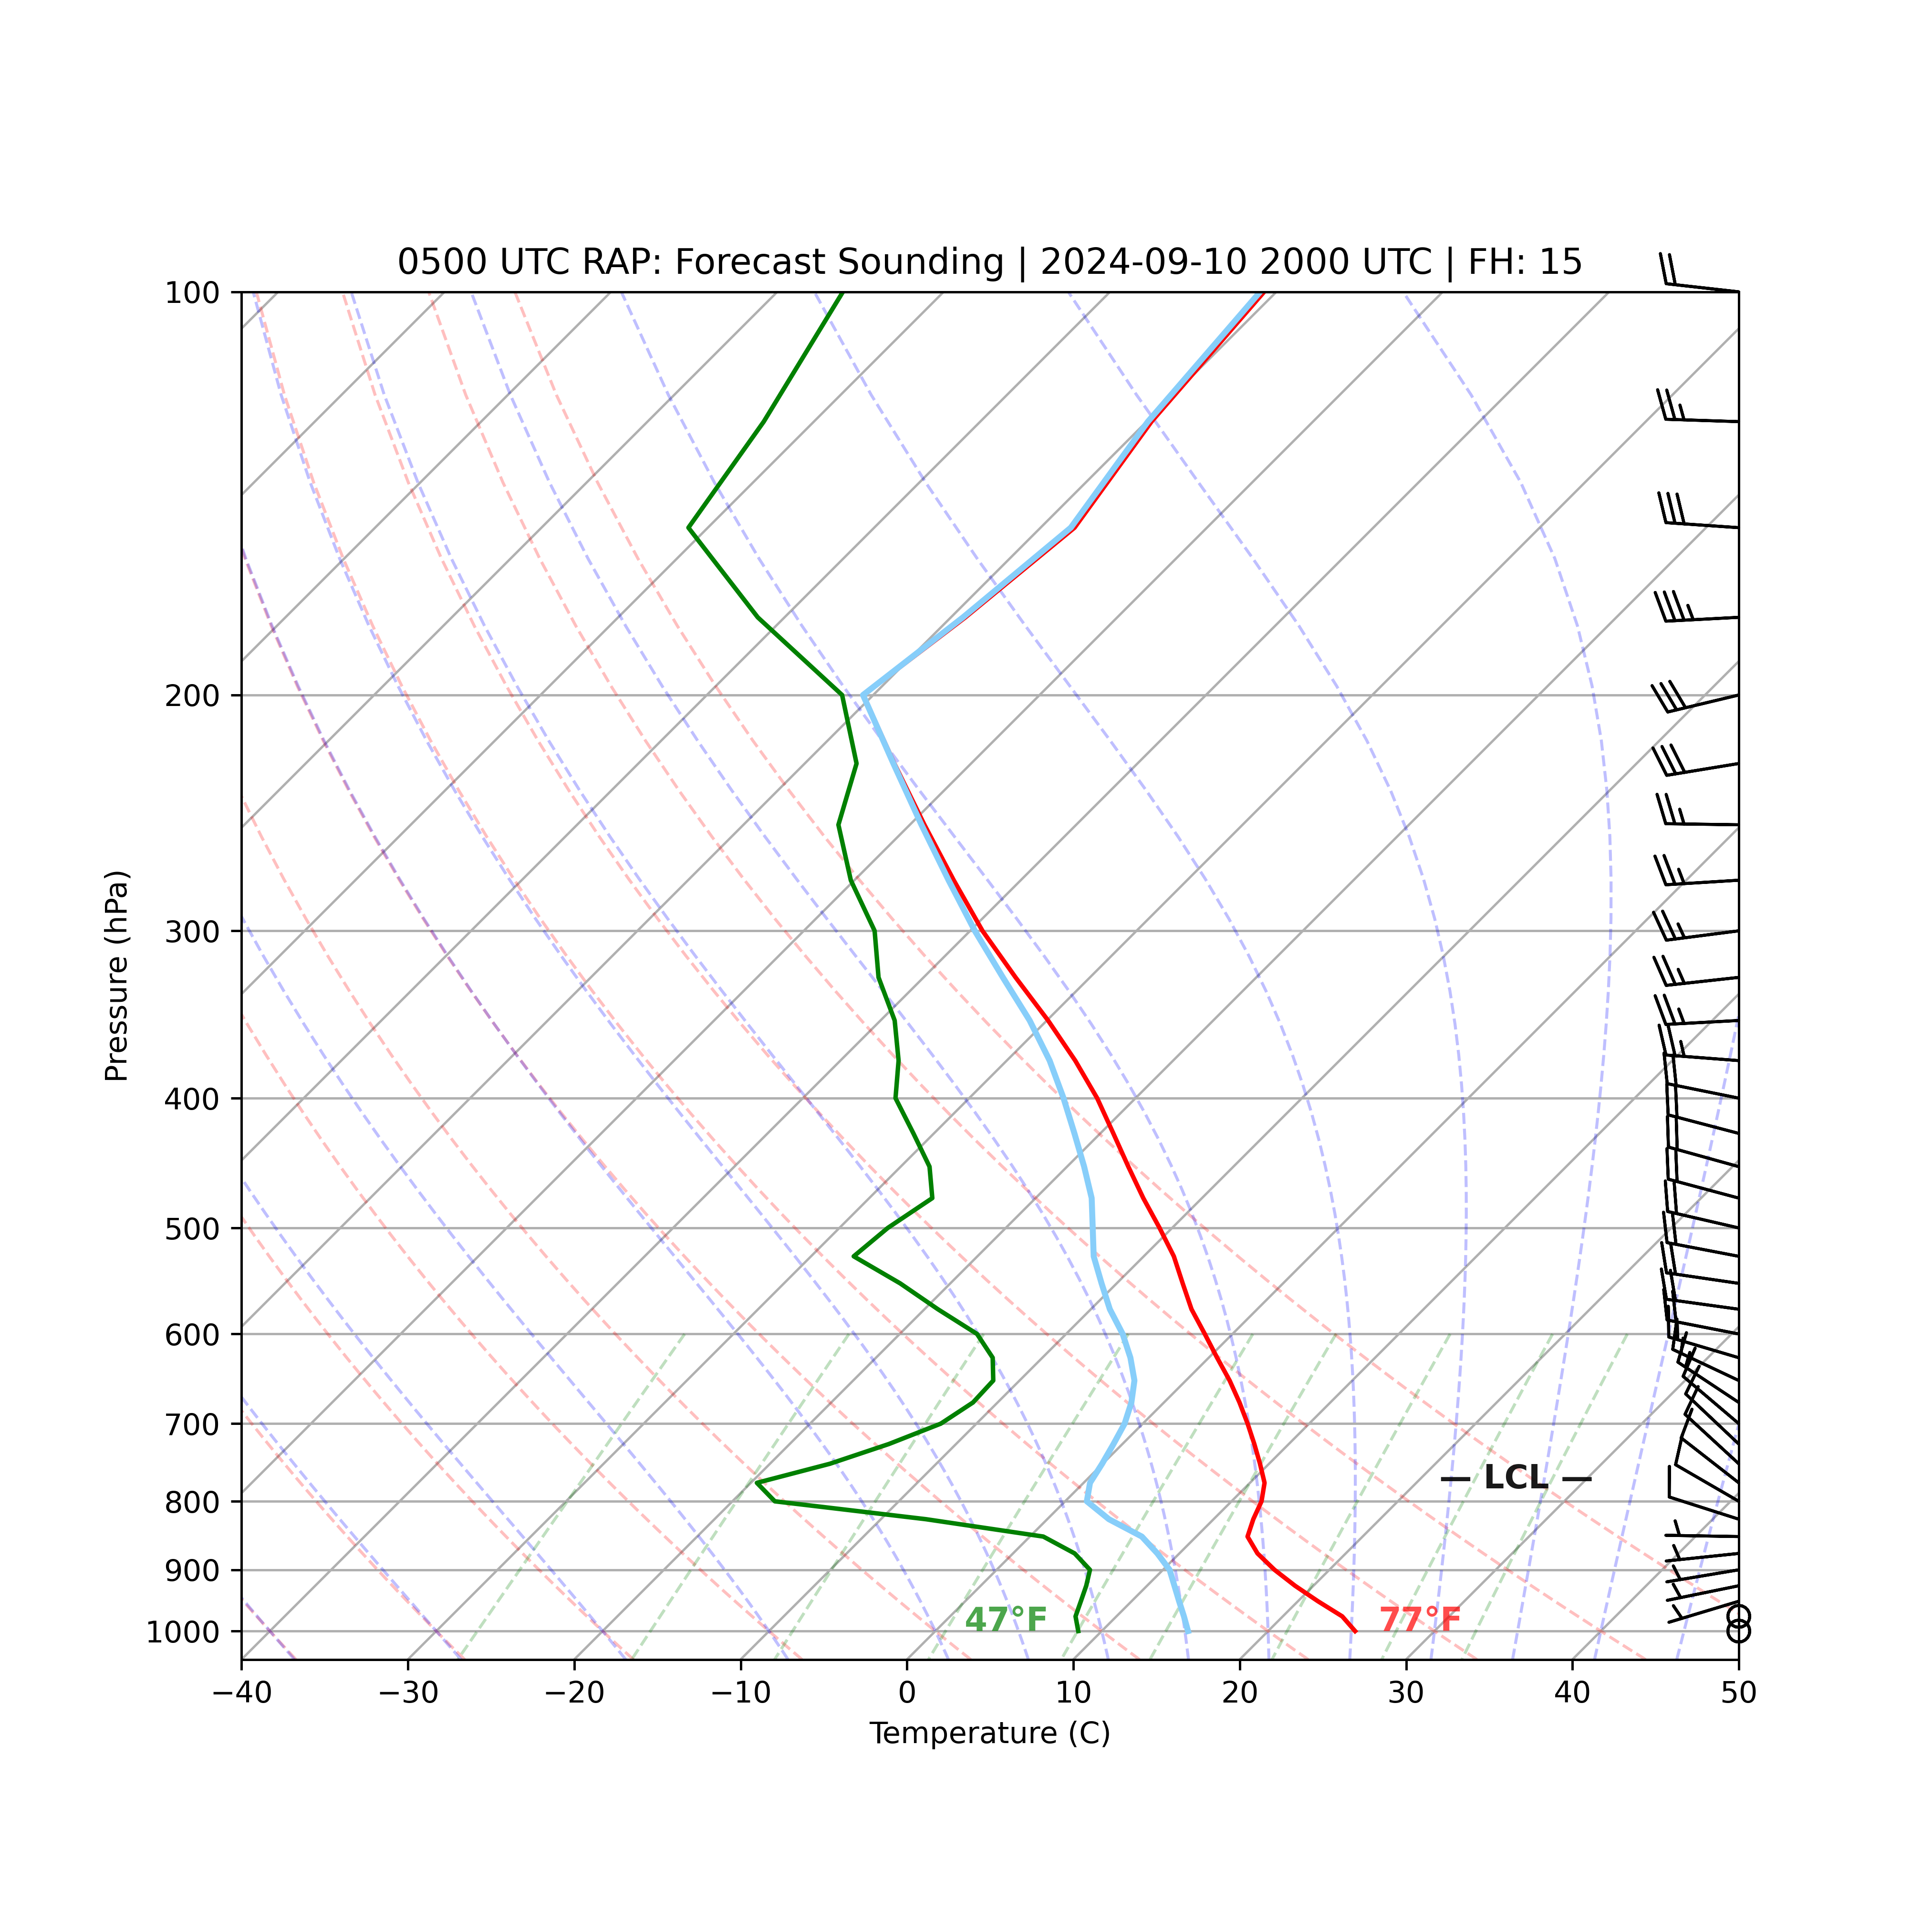 0500 UTC RAP: Forecast Sounding | 2024-09-10 2000 UTC | FH: 15
100
200
300
400
500
600
700
800
900
1000
Pressure (hPa)
— LCL —
47°F
77°F
−40 −30 −20 −10 0 10 20 30 40 50
Temperature (C)